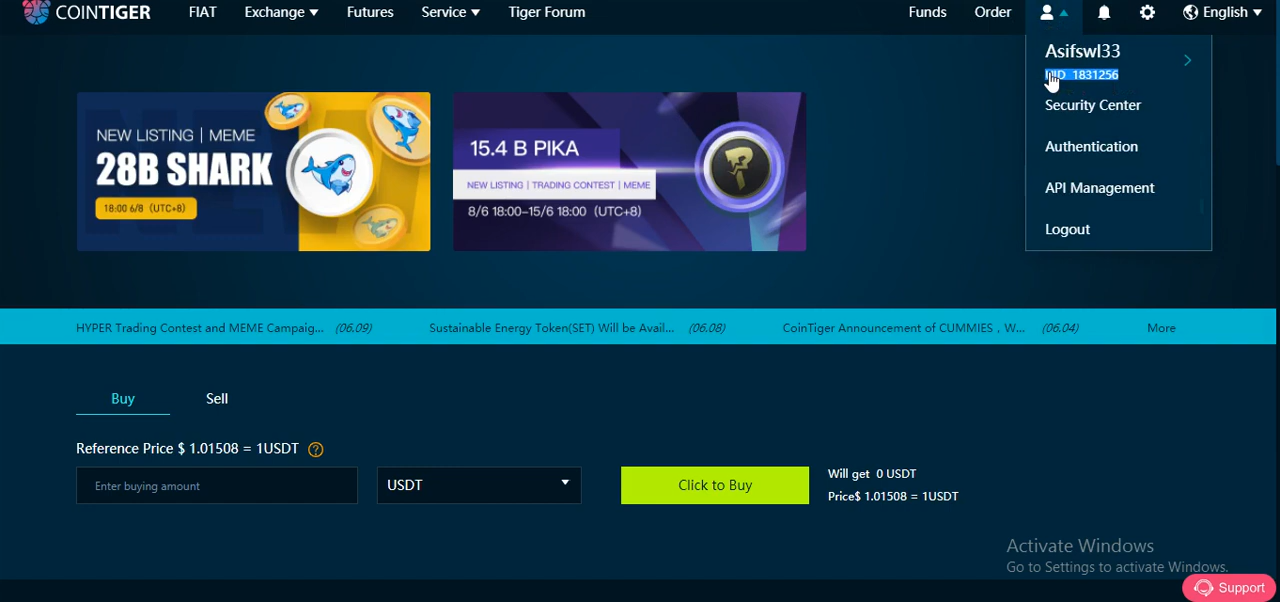 COINTIGER FIAT Exchange Futures Service Tiger Forum Funds Order English
Asifswl33
UID 1831256
Security Center
Authentication
API Management
Logout
NEW LISTING | MEME
28B SHARK
18:00 6/8 (UTC+8)
15.4 B PIKA
NEW LISTING | TRADING CONTEST | MEME
8/6 18:00–15/6 18:00 (UTC+8)
HYPER Trading Contest and MEME Campaig... (06.09) Sustainable Energy Token(SET) Will be Avail... (06.08) CoinTiger Announcement of CUMMIES , W... (06.04) More
Buy Sell
Reference Price $ 1.01508 = 1USDT ?
Enter buying amount USDT Click to Buy
Will get 0 USDT
Price$ 1.01508 = 1USDT
Activate Windows
Go to Settings to activate Windows.
Support